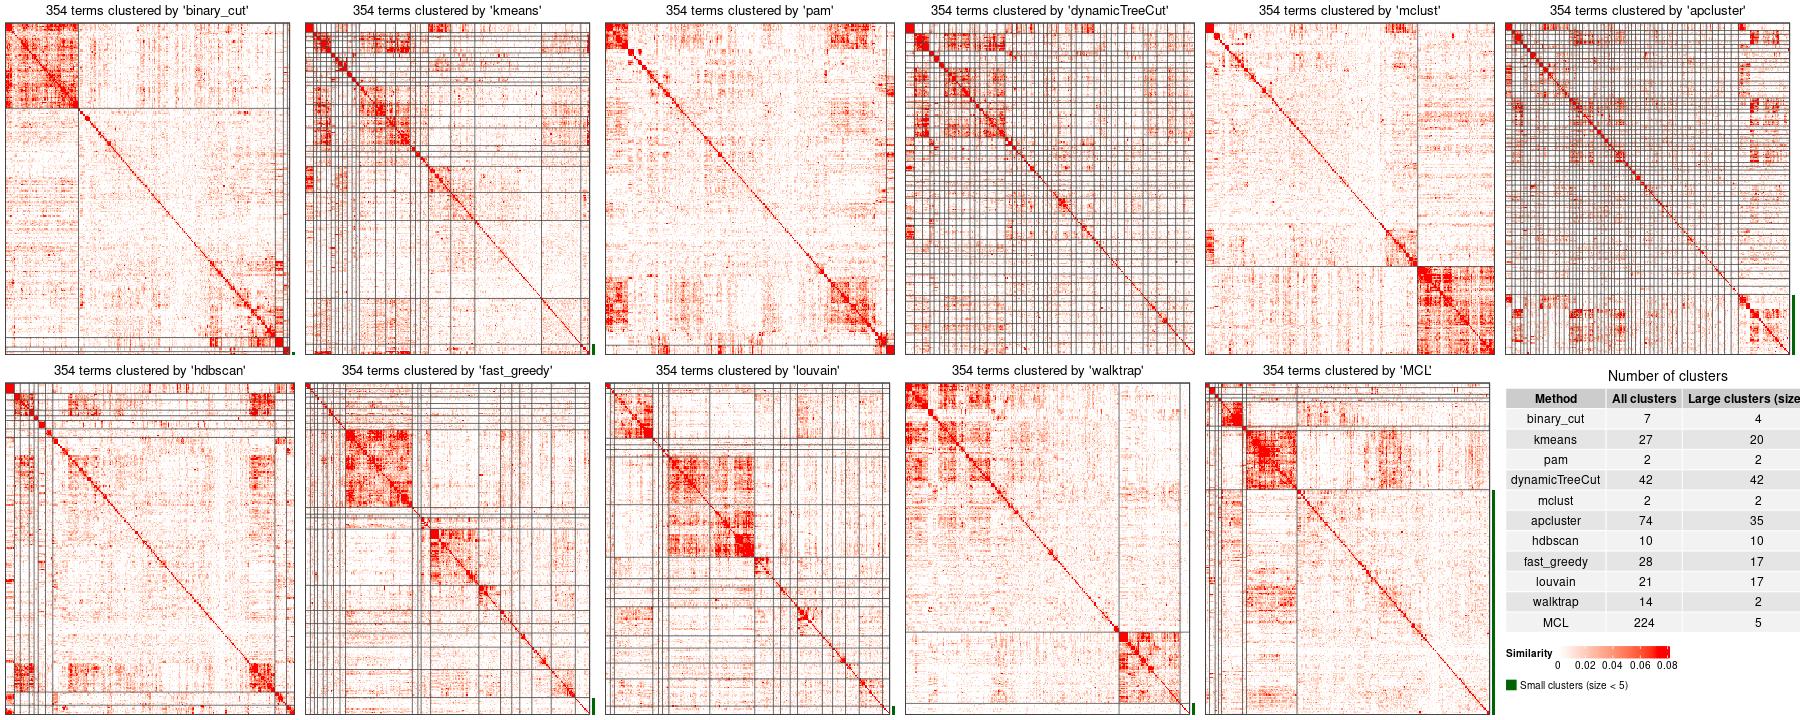 354 terms clustered by 'binary_cut'
354 terms clustered by 'kmeans'
354 terms clustered by 'pam'
354 terms clustered by 'dynamicTreeCut'
354 terms clustered by 'mclust'
354 terms clustered by 'apcluster'
354 terms clustered by 'hdbscan'
354 terms clustered by 'fast_greedy'
354 terms clustered by 'louvain'
354 terms clustered by 'walktrap'
354 terms clustered by 'MCL'
Number of clusters
Method All clusters Large clusters (size
binary_cut 7 4
kmeans 27 20
pam 2 2
dynamicTreeCut 42 42
mclust 2 2
apcluster 74 35
hdbscan 10 10
fast_greedy 28 17
louvain 21 17
walktrap 14 2
MCL 224 5
Similarity
0 0.02 0.04 0.06 0.08
Small clusters (size < 5)